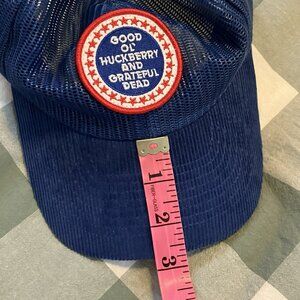 GOOD
OL'
HUCKBERRY
AND
GRATEFUL
DEAD
1
2
3